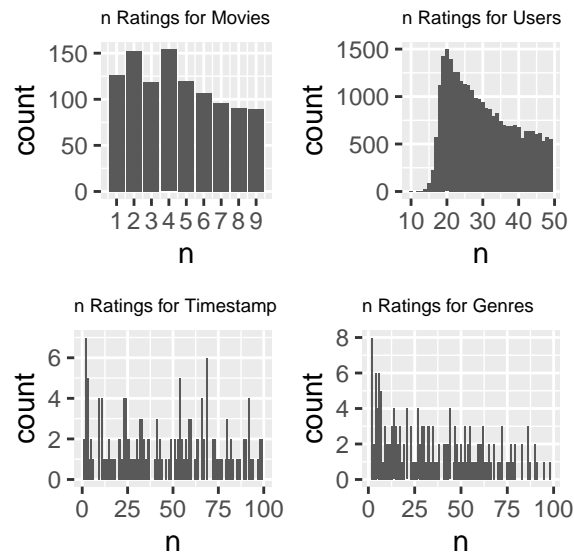 n Ratings for Movies
150
100
50
0
count
1 2 3 4 5 6 7 8 9
n
n Ratings for Users
1500
1000
500
0
count
10 20 30 40 50
n
n Ratings for Timestamp
6
4
2
0
count
0 25 50 75 100
n
n Ratings for Genres
8
6
4
2
0
count
0 25 50 75 100
n